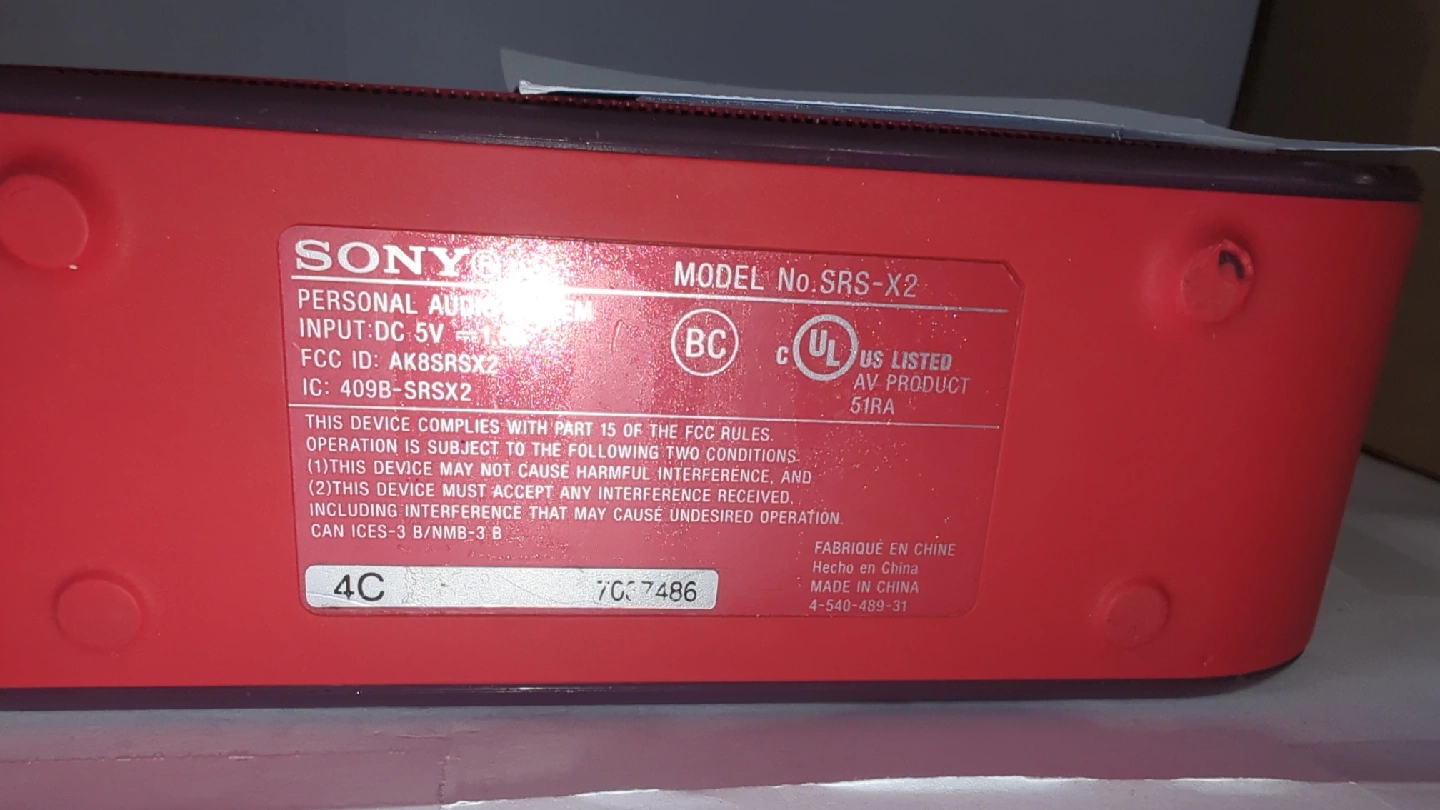 SONY®
MODEL No.SRS-X2
PERSONAL
INPUT:DC 5V
FCC ID: AK8SRSX2
IC: 409B-SRSX2
BC
C UL US LISTED
AV PRODUCT
51RA
THIS DEVICE COMPLIES WITH PART 15 OF THE FCC RULES.
OPERATION IS SUBJECT TO THE FOLLOWING TWO CONDITIONS.
(1)THIS DEVICE MAY NOT CAUSE HARMFUL INTERFERENCE, AND
(2)THIS DEVICE MUST ACCEPT ANY INTERFERENCE RECEIVED,
INCLUDING INTERFERENCE THAT MAY CAUSE UNDESIRED OPERATION.
CAN ICES-3 B/NMB-3 B
4C
FABRIQUÉ EN CHINE
Hecho en China
MADE IN CHINA
4-540-489-31